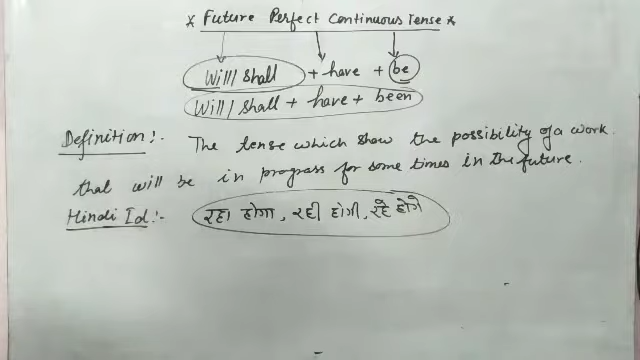 * Future Perfect Continuous Tense *
Will/Shall + have + be
Will/Shall + have + been
Definition:- The tense which show the possibility of a work
that will be in progress for some times in the future.
Hindi Id:- रहा होगा, रही होगी, रहे होगे